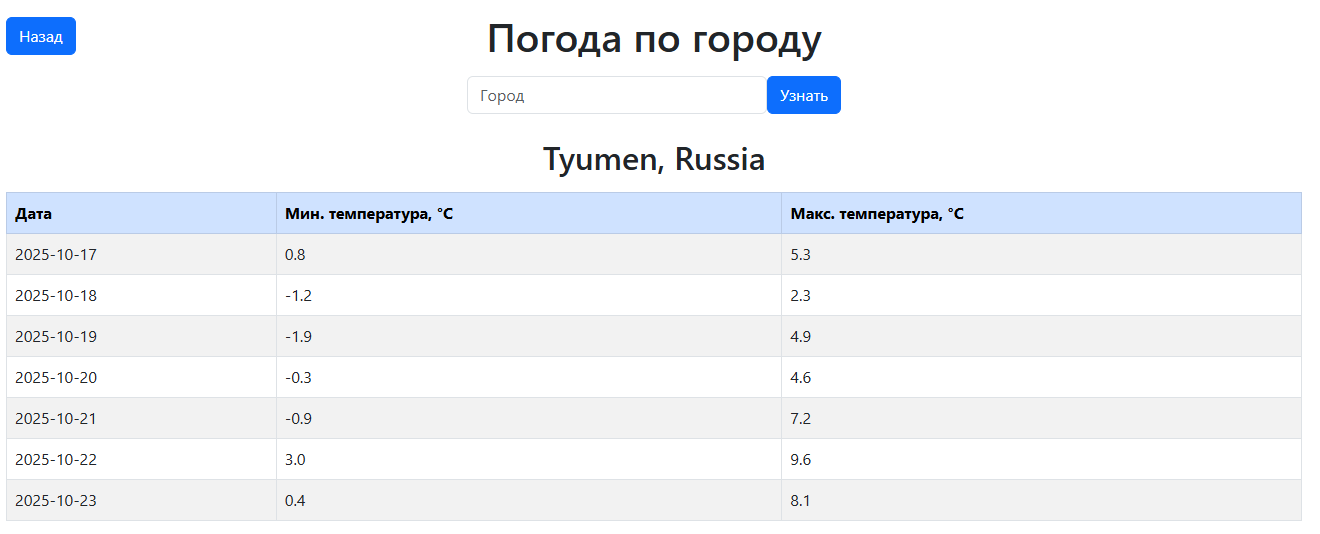 Назад
Погода по городу
Город Узнать
Tyumen, Russia
Дата Мин. температура, °C Макс. температура, °C
2025-10-17 0.8 5.3
2025-10-18 -1.2 2.3
2025-10-19 -1.9 4.9
2025-10-20 -0.3 4.6
2025-10-21 -0.9 7.2
2025-10-22 3.0 9.6
2025-10-23 0.4 8.1